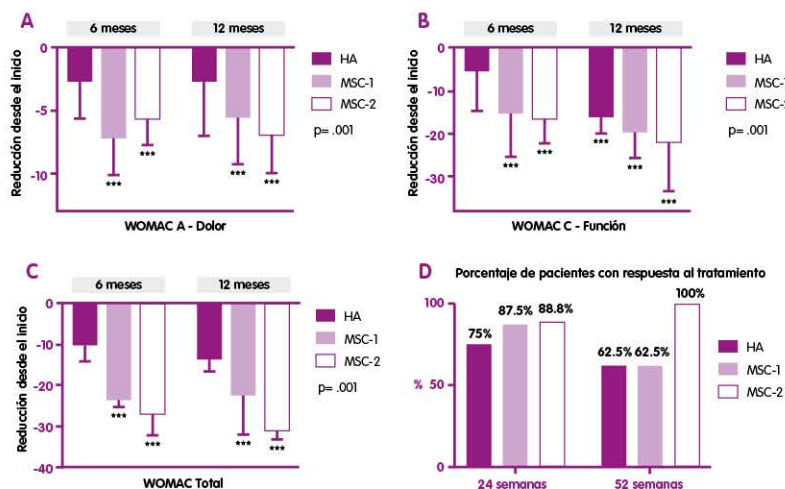 A
6 meses
12 meses
Reducción desde el inicio
0
-5
-10
***
***
***
***
HA
MSC-1
MSC-2
p= .001
WOMAC A - Dolor
B
6 meses
12 meses
Reducción desde el inicio
0
-10
-20
-30
***
***
***
***
***
HA
MSC-1
MSC-2
p= .001
WOMAC C - Función
C
6 meses
12 meses
Reducción desde el inicio
0
-10
-20
-30
-40
***
***
***
***
HA
MSC-1
MSC-2
p= .001
WOMAC Total
D
Porcentaje de pacientes con respuesta al tratamiento
100
50
0
%
75%
87.5%
88.8%
62.5%
62.5%
100%
HA
MSC-1
MSC-2
24 semanas
52 semanas